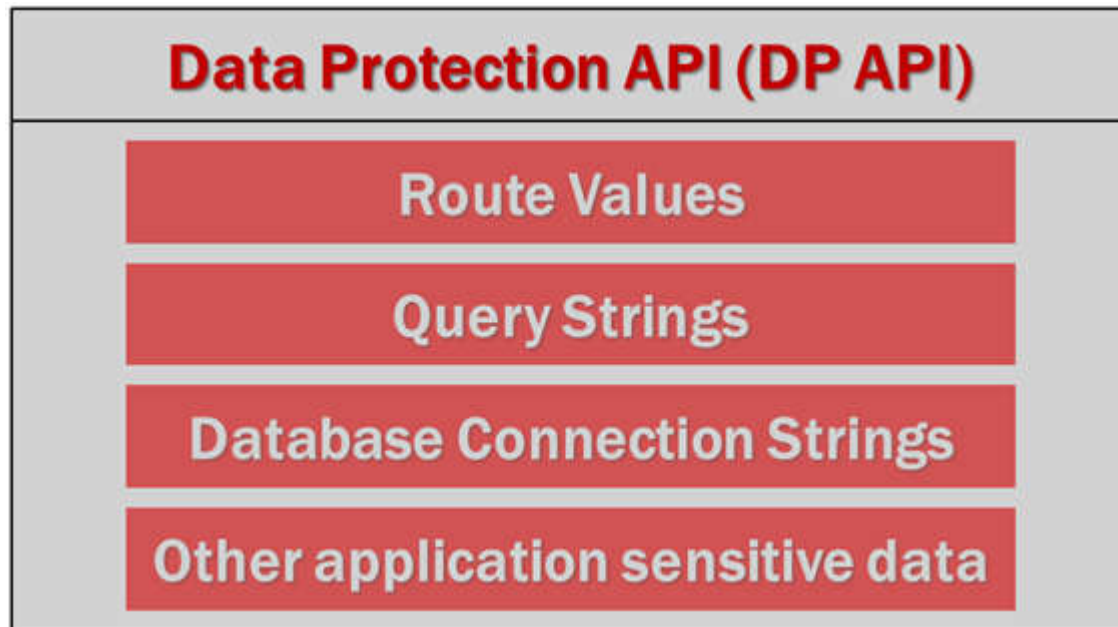 Data Protection API (DP API)
Route Values
Query Strings
Database Connection Strings
Other application sensitive data